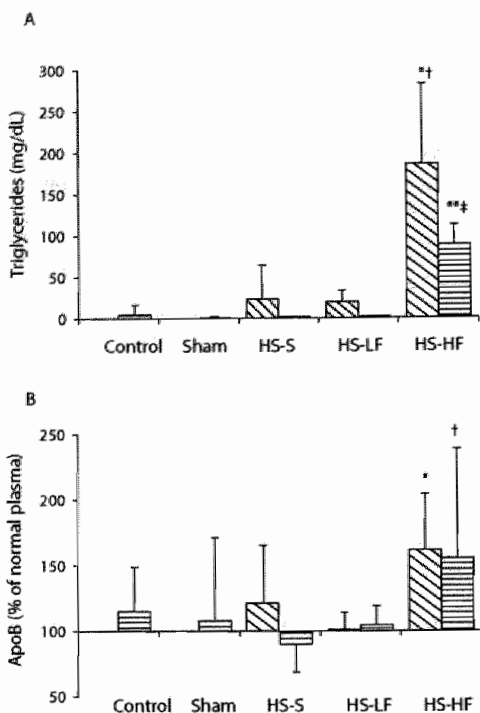 A
Triglycerides (mg/dL)
300
250
200
150
100
50
0
*†
**‡
Control Sham HS-S HS-LF HS-HF
B
ApoB (% of normal plasma)
250
200
150
100
50
*
†
Control Sham HS-S HS-LF HS-HF